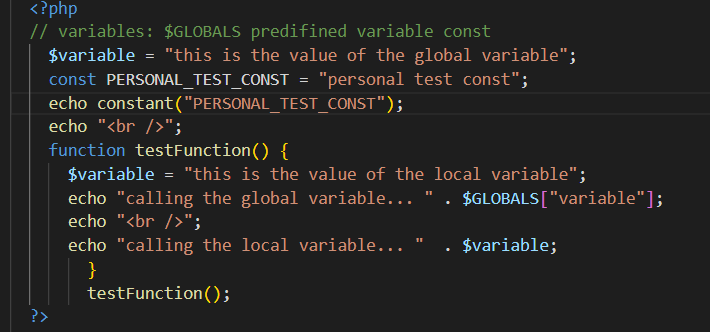 <?php
// variables: $GLOBALS predifined variable const
$variable = "this is the value of the global variable";
const PERSONAL_TEST_CONST = "personal test const";
echo constant("PERSONAL_TEST_CONST");
echo "<br />";
function testFunction() {
$variable = "this is the value of the local variable";
echo "calling the global variable... " . $GLOBALS["variable"];
echo "<br />";
echo "calling the local variable... "  . $variable;
}
testFunction();
?>